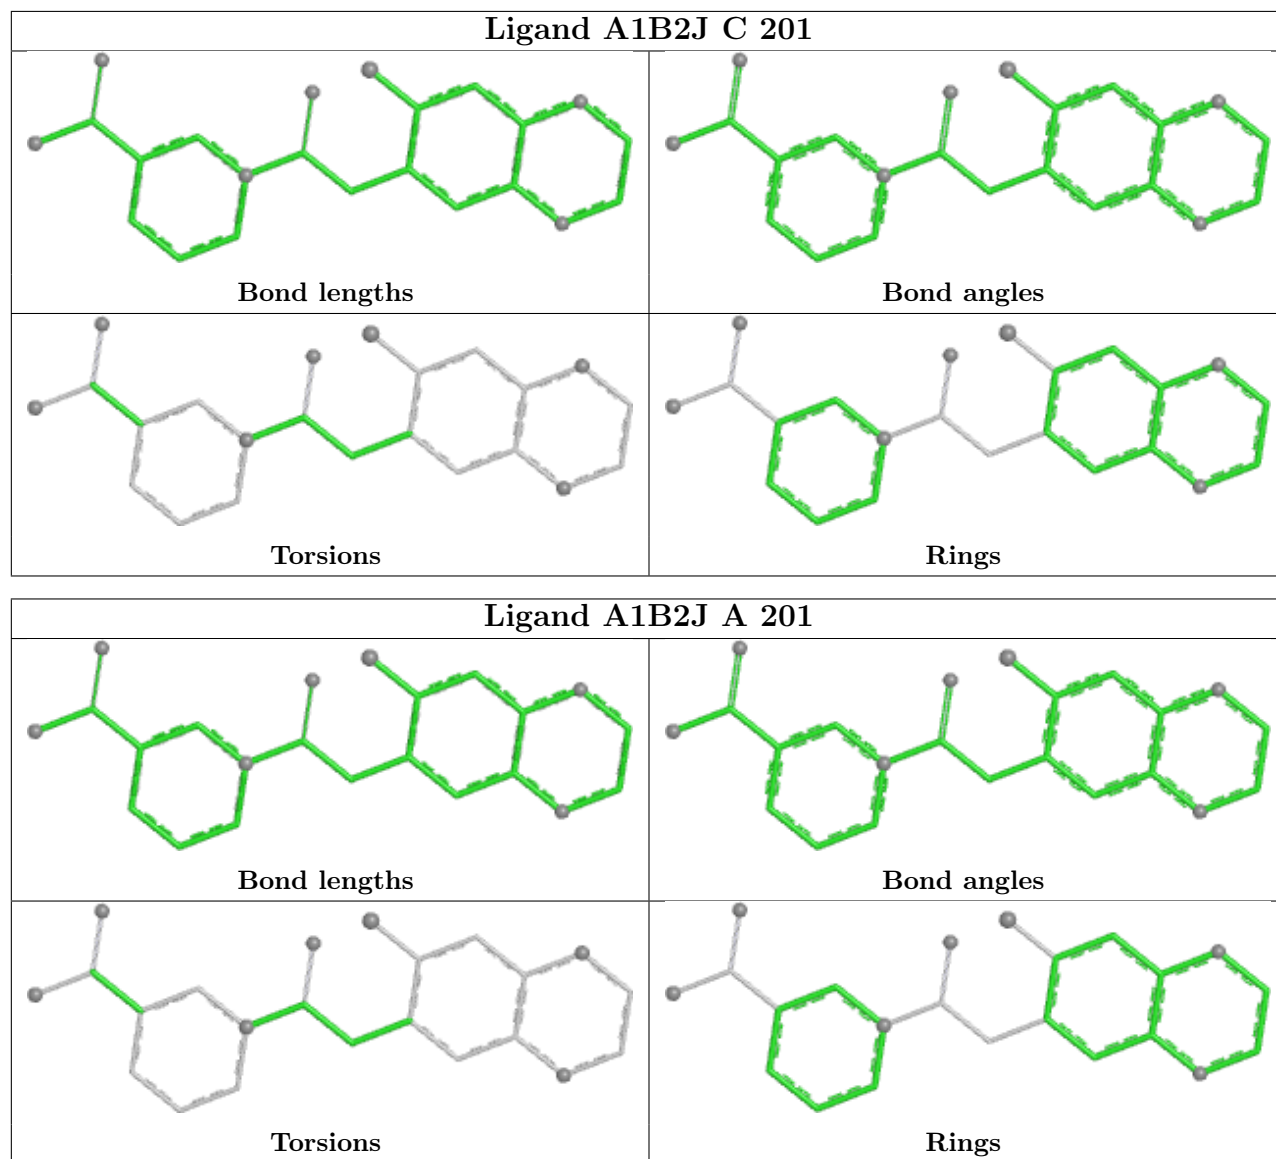 Ligand A1B2J C 201
Bond lengths
Bond angles
Torsions
Rings
Ligand A1B2J A 201
Bond lengths
Bond angles
Torsions
Rings